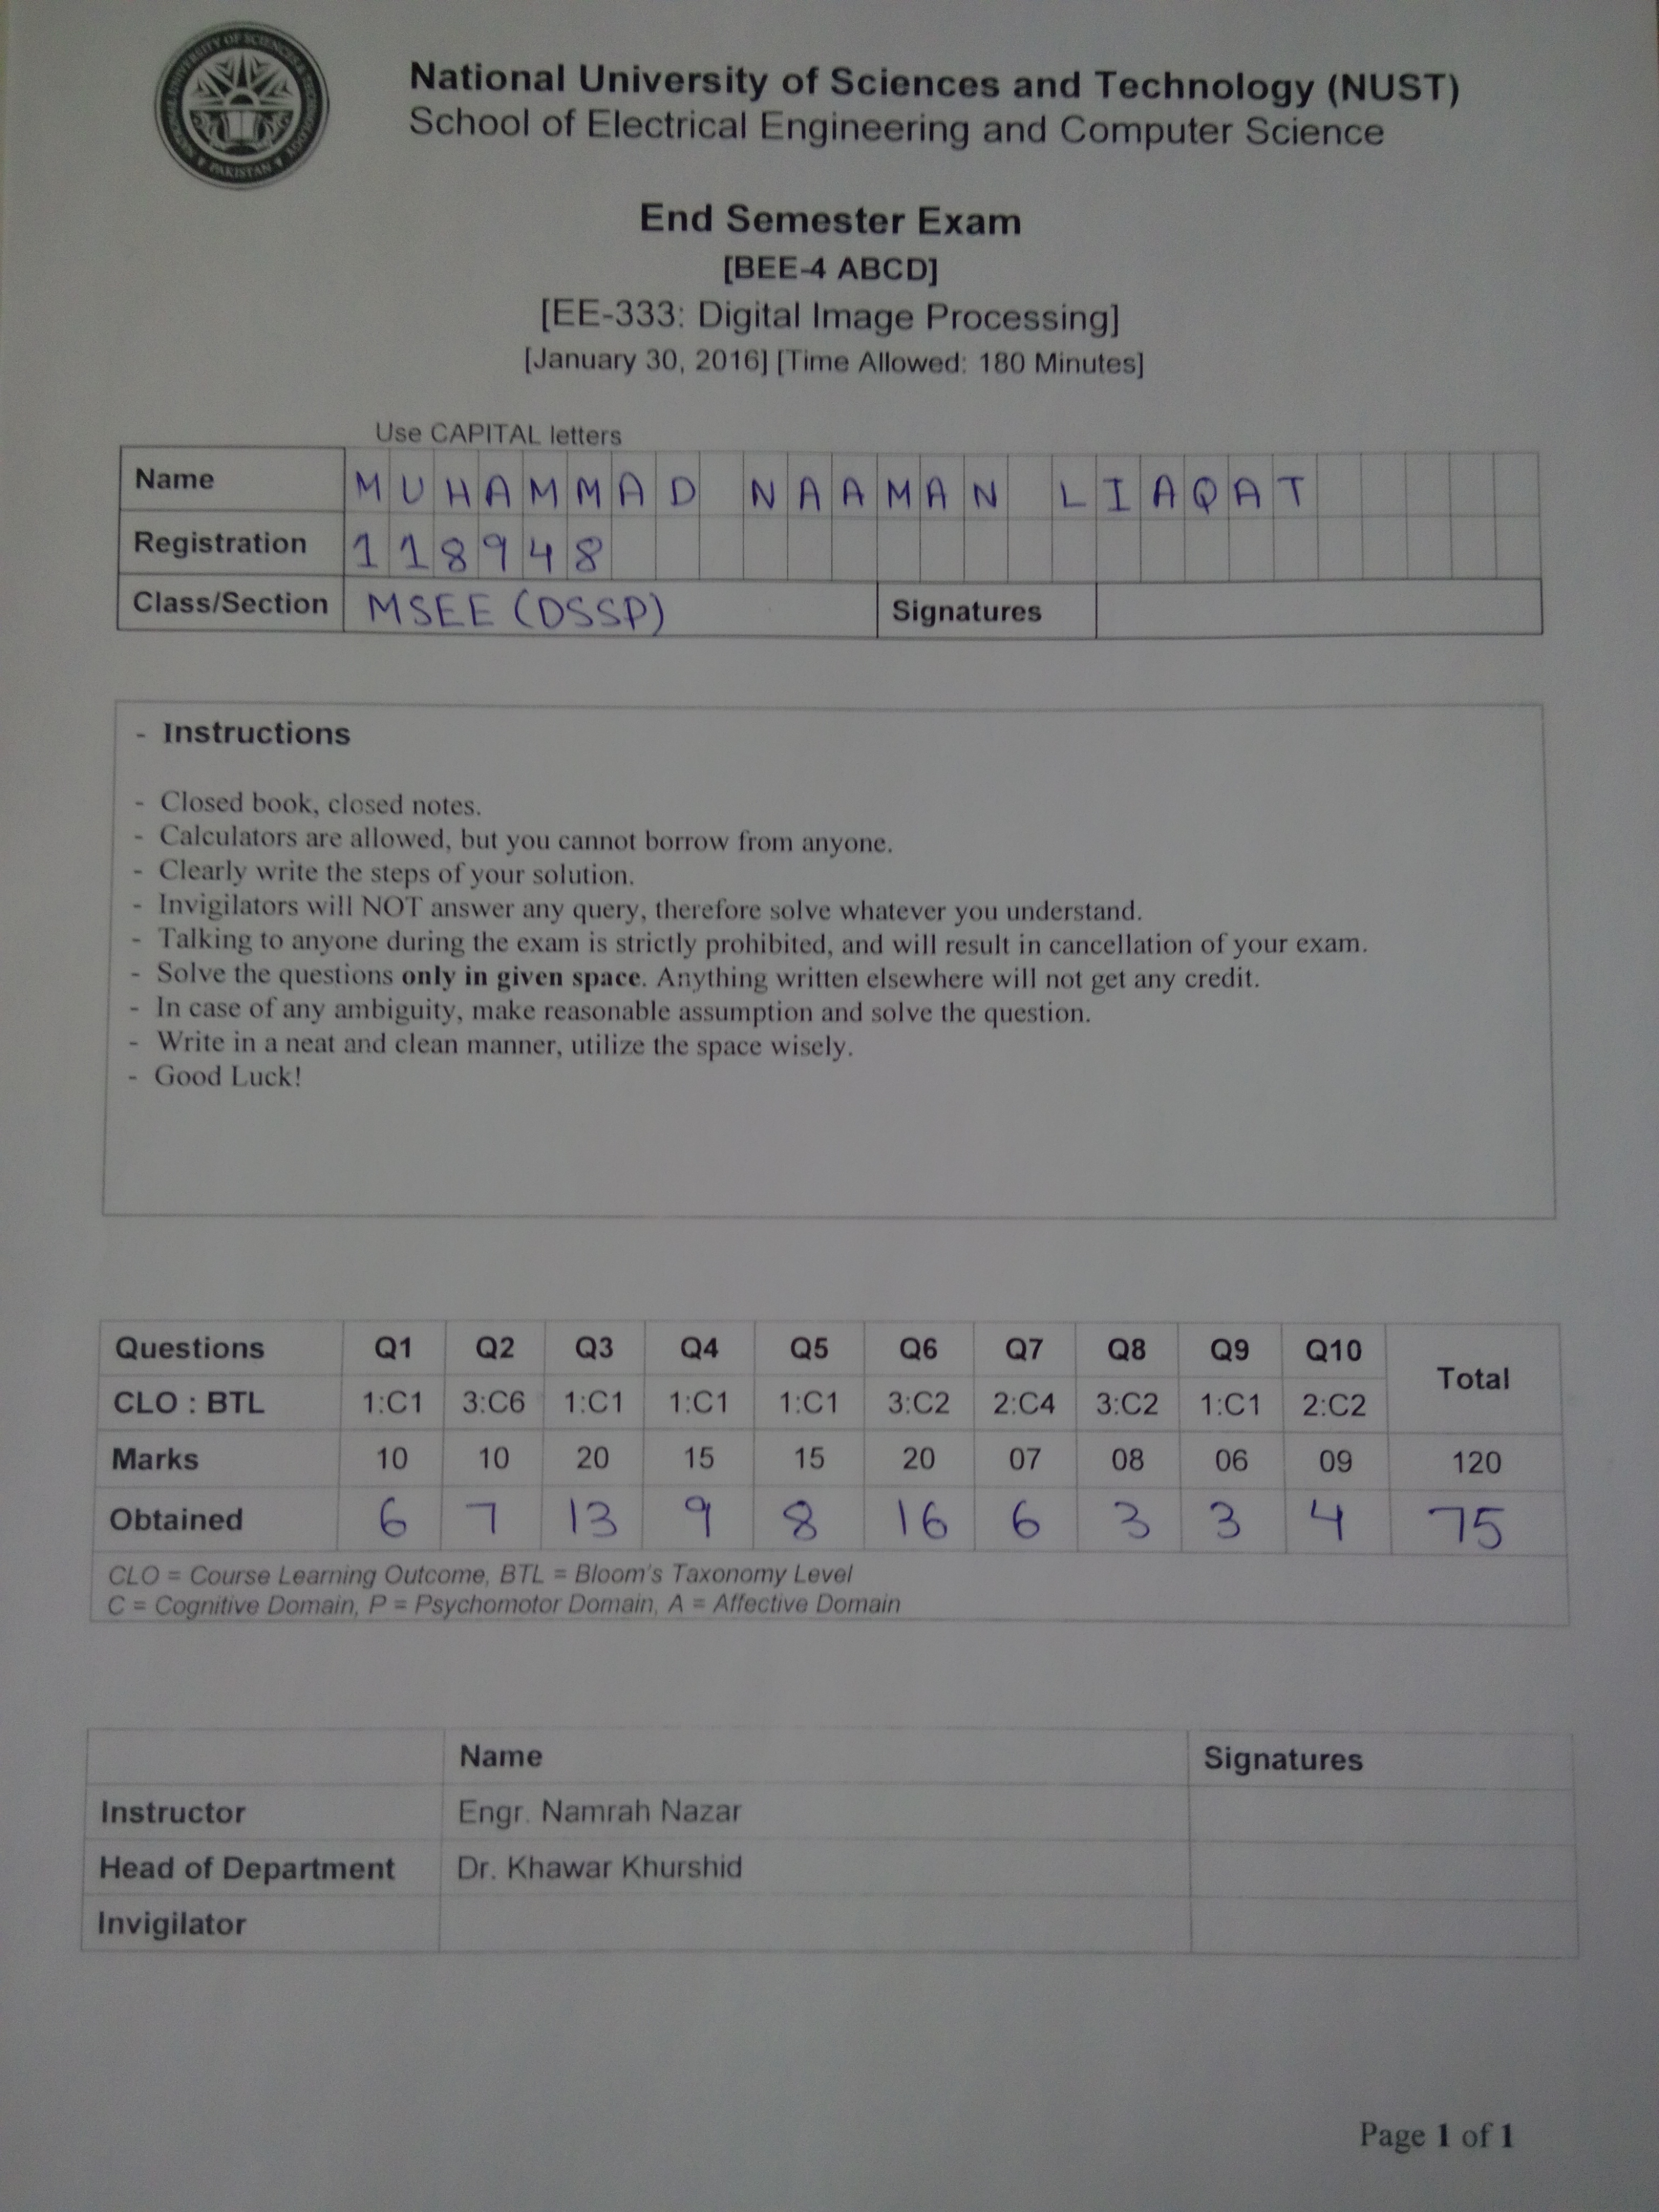 NATIONAL UNIVERSITY OF SCIENCES & TECHNOLOGY
PAKISTAN
National University of Sciences and Technology (NUST)
School of Electrical Engineering and Computer Science
End Semester Exam
[BEE-4 ABCD]
[EE-333: Digital Image Processing]
[January 30, 2016] [Time Allowed: 180 Minutes]
Use CAPITAL letters
Name MUHAMMAD NAAMAN LIAQAT
Registration 118948
Class/Section MSEE (DSSP) Signatures
- Instructions
- Closed book, closed notes.
- Calculators are allowed, but you cannot borrow from anyone.
- Clearly write the steps of your solution.
- Invigilators will NOT answer any query, therefore solve whatever you understand.
- Talking to anyone during the exam is strictly prohibited, and will result in cancellation of your exam.
- Solve the questions only in given space. Anything written elsewhere will not get any credit.
- In case of any ambiguity, make reasonable assumption and solve the question.
- Write in a neat and clean manner, utilize the space wisely.
- Good Luck!
Questions Q1 Q2 Q3 Q4 Q5 Q6 Q7 Q8 Q9 Q10 Total
CLO : BTL 1:C1 3:C6 1:C1 1:C1 1:C1 3:C2 2:C4 3:C2 1:C1 2:C2
Marks 10 10 20 15 15 20 07 08 06 09 120
Obtained 6 7 13 9 8 16 6 3 3 4 75
CLO = Course Learning Outcome, BTL = Bloom's Taxonomy Level
C = Cognitive Domain, P = Psychomotor Domain, A = Affective Domain
Name Signatures
Instructor Engr. Namrah Nazar
Head of Department Dr. Khawar Khurshid
Invigilator
Page 1 of 1